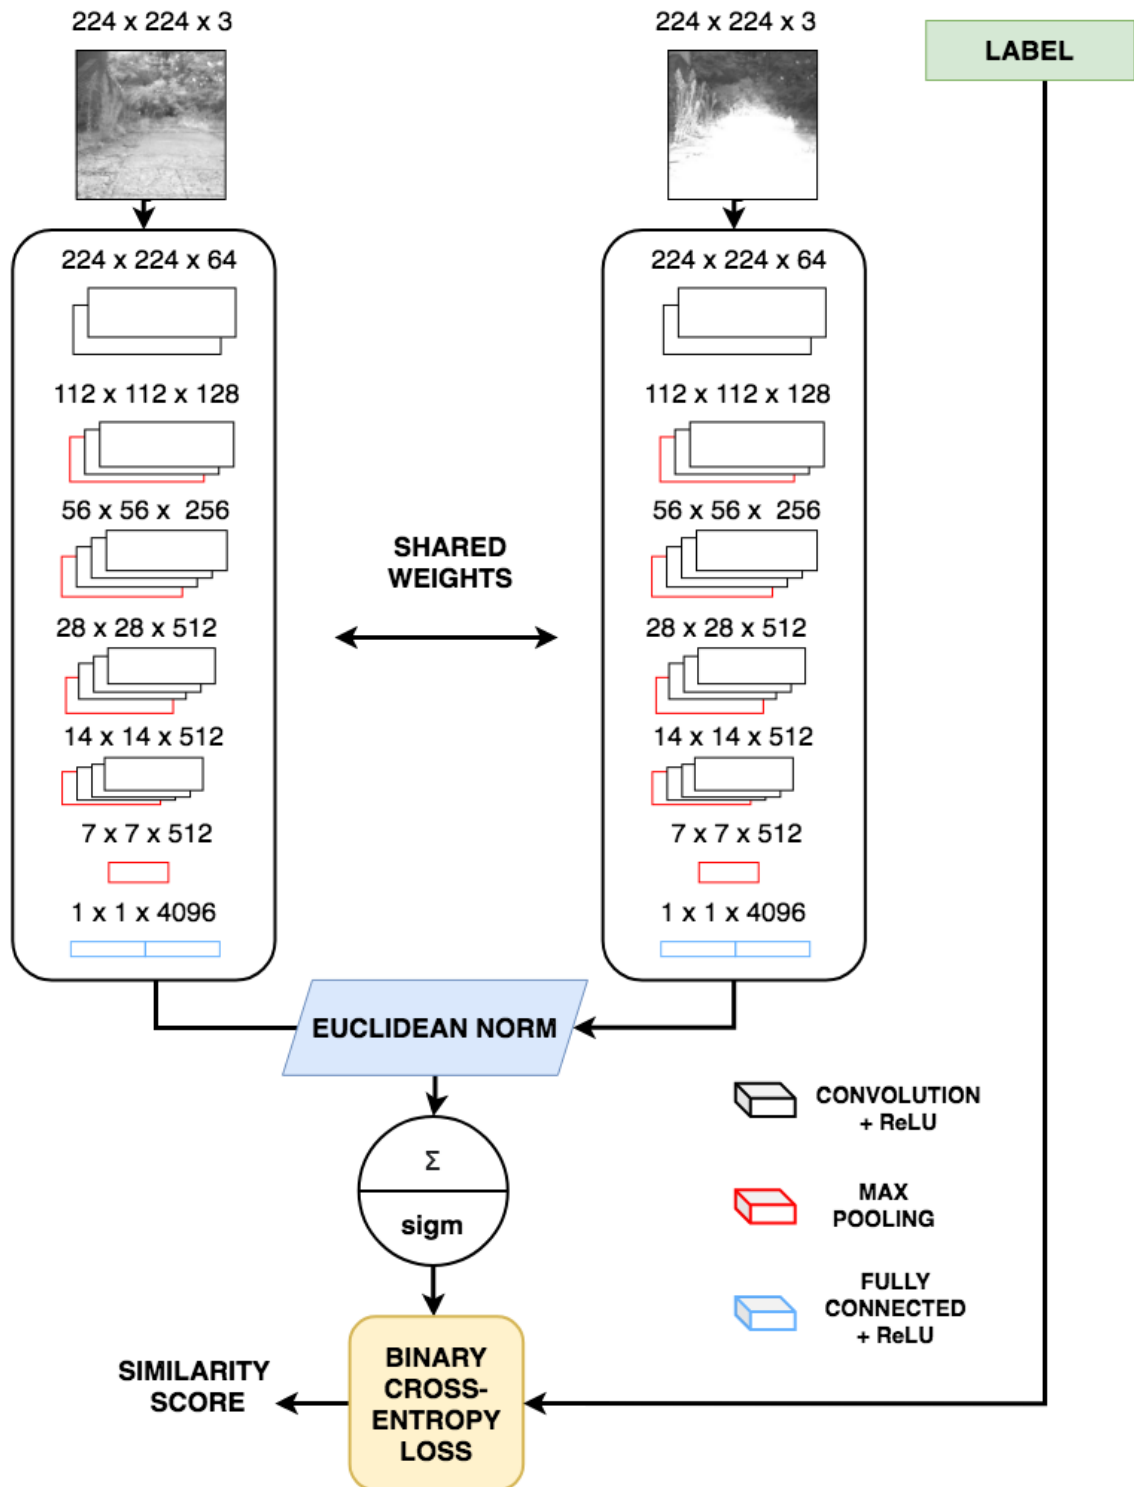 224 x 224 x 3
224 x 224 x 3
LABEL
224 x 224 x 64
224 x 224 x 64
112 x 112 x 128
112 x 112 x 128
56 x 56 x 256
56 x 56 x 256
SHARED
WEIGHTS
28 x 28 x 512
28 x 28 x 512
14 x 14 x 512
14 x 14 x 512
7 x 7 x 512
7 x 7 x 512
1 x 1 x 4096
1 x 1 x 4096
EUCLIDEAN NORM
Σ
sigm
CONVOLUTION
+ ReLU
MAX
POOLING
FULLY
CONNECTED
+ ReLU
BINARY
CROSS-
ENTROPY
LOSS
SIMILARITY
SCORE